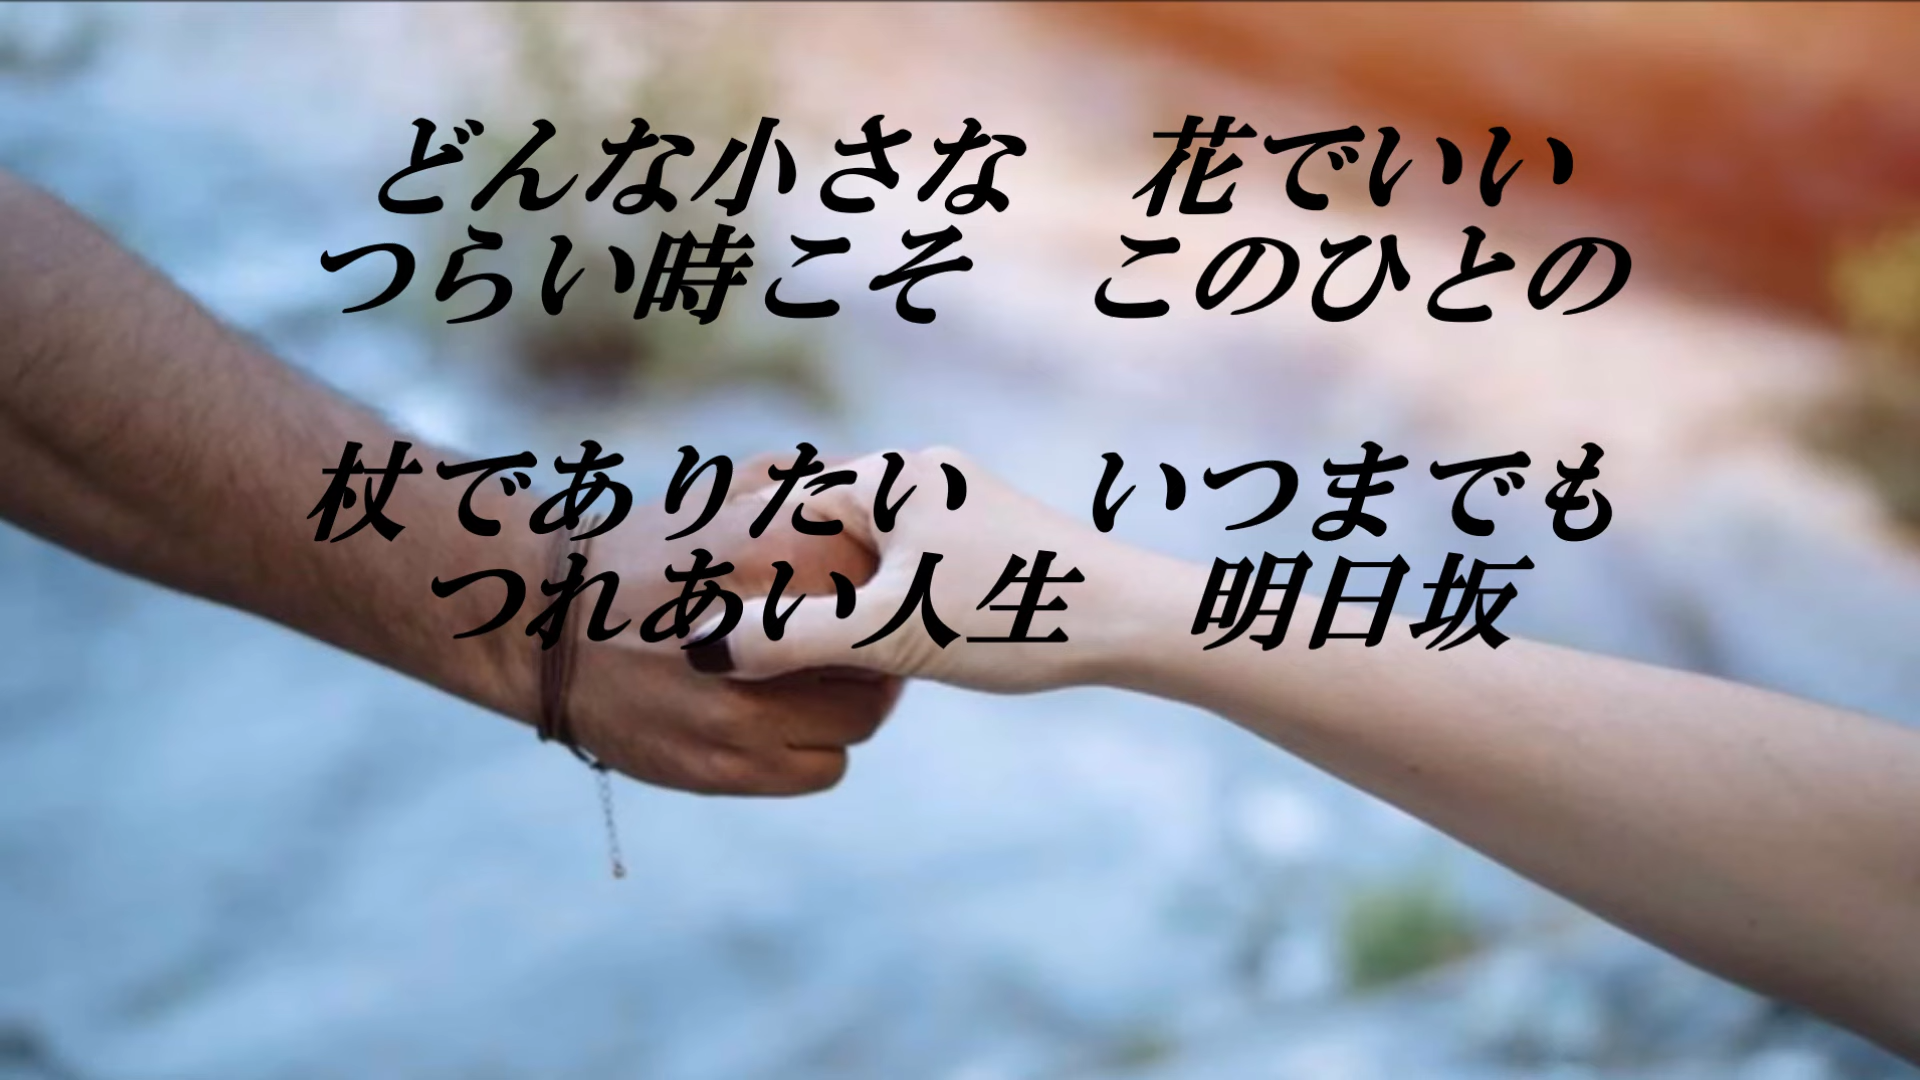 どんな小さな　花でいい
つらい時こそ　このひとの
杖でありたい　いつまでも
つれあい人生　明日坂